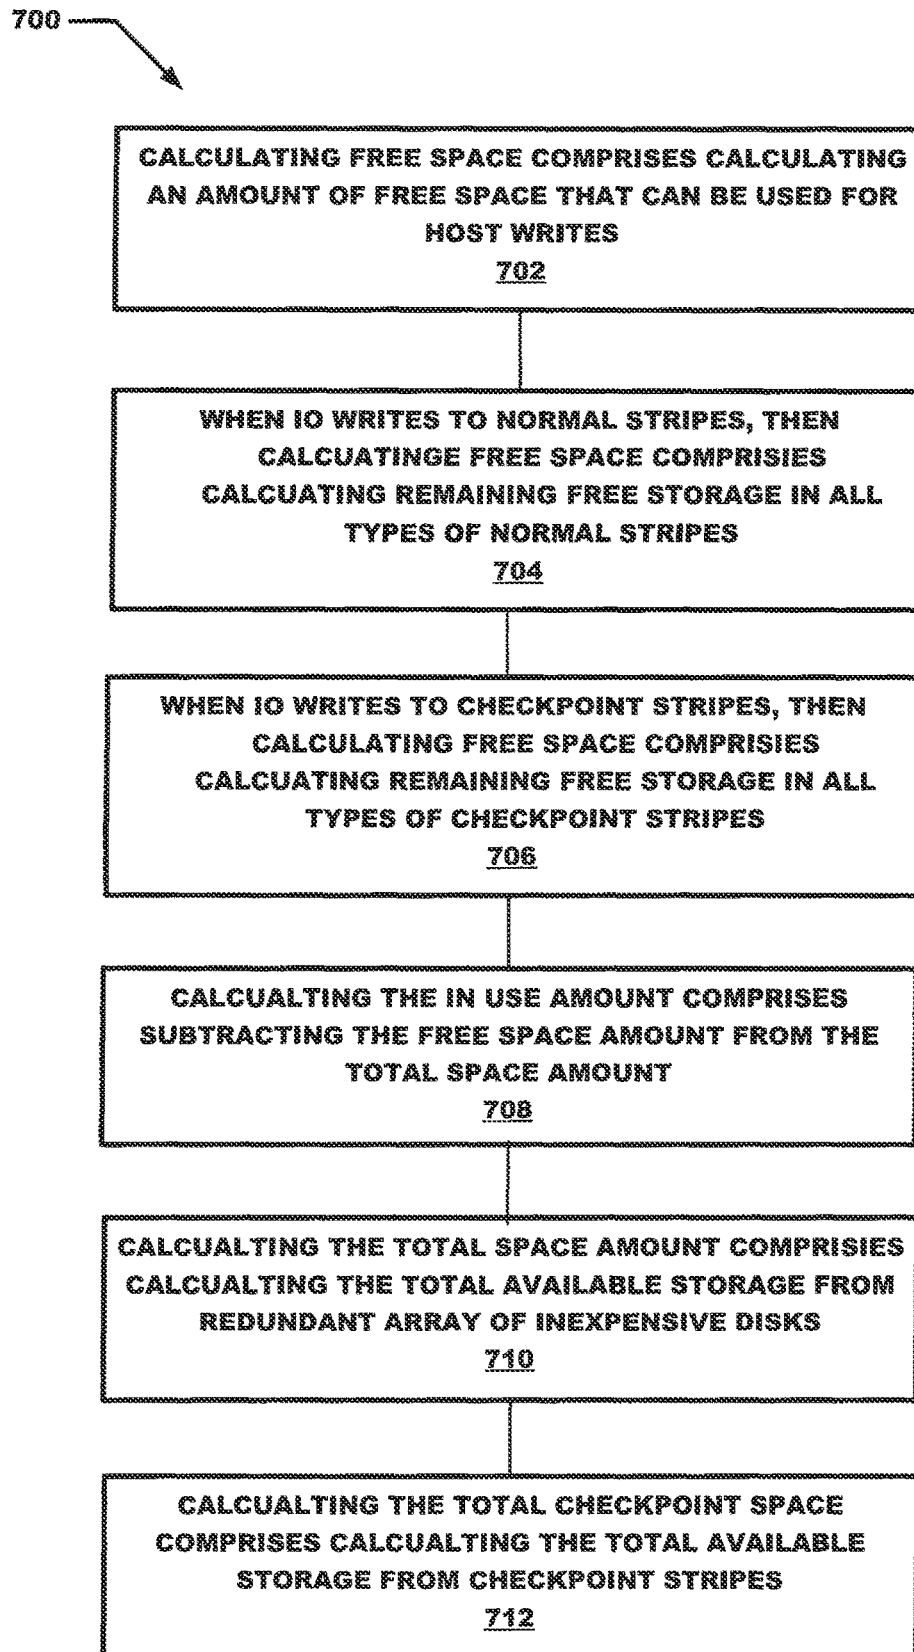 700
CALCULATING FREE SPACE COMPRISES CALCULATING
AN AMOUNT OF FREE SPACE THAT CAN BE USED FOR
HOST WRITES
702
WHEN IO WRITES TO NORMAL STRIPES, THEN
CALCUATINGE FREE SPACE COMPRISIES
CALCUATING REMAINING FREE STORAGE IN ALL
TYPES OF NORMAL STRIPES
704
WHEN IO WRITES TO CHECKPOINT STRIPES, THEN
CALCULATING FREE SPACE COMPRISIES
CALCUATING REMAINING FREE STORAGE IN ALL
TYPES OF CHECKPOINT STRIPES
706
CALCUALTING THE IN USE AMOUNT COMPRISES
SUBTRACTING THE FREE SPACE AMOUNT FROM THE
TOTAL SPACE AMOUNT
708
CALCUALTING THE TOTAL SPACE AMOUNT COMPRISIES
CALCUALTING THE TOTAL AVAILABLE STORAGE FROM
REDUNDANT ARRAY OF INEXPENSIVE DISKS
710
CALCUALTING THE TOTAL CHECKPOINT SPACE
COMPRISES CALCUALTING THE TOTAL AVAILABLE
STORAGE FROM CHECKPOINT STRIPES
712